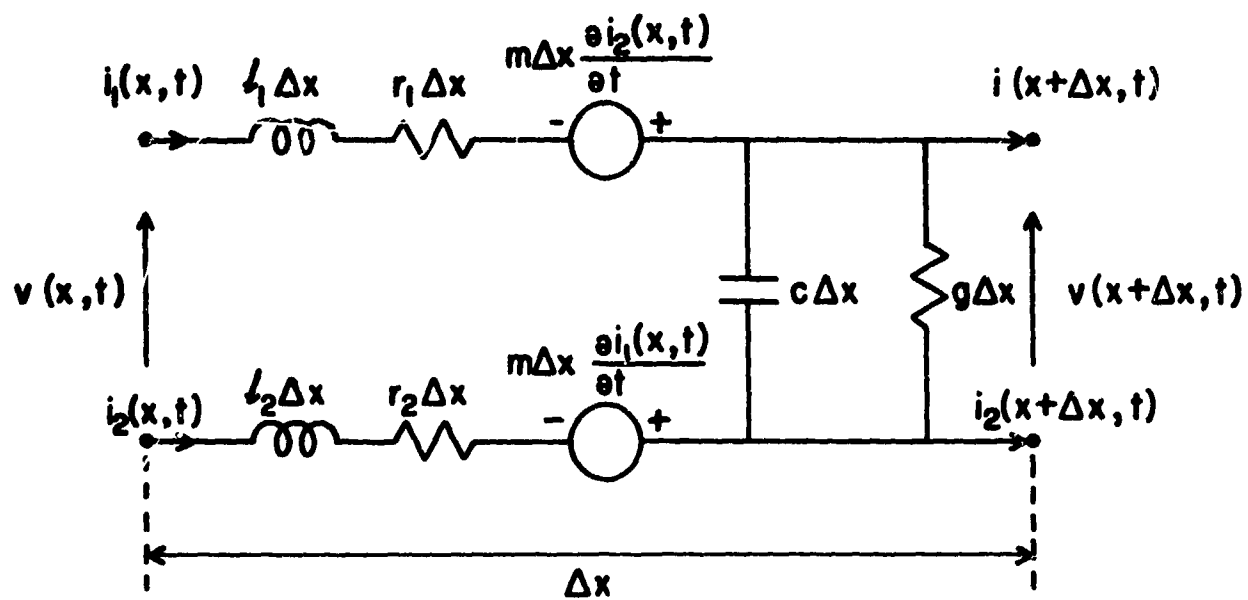 mΔx ∂i₂(x,t)/∂t
i₁(x,t) ℓ₁Δx r₁Δx i(x+Δx,t)
- +
v(x,t) cΔx gΔx v(x+Δx,t)
mΔx ∂i₁(x,t)/∂t
i₂(x,t) ℓ₂Δx r₂Δx i₂(x+Δx,t)
- +
Δx